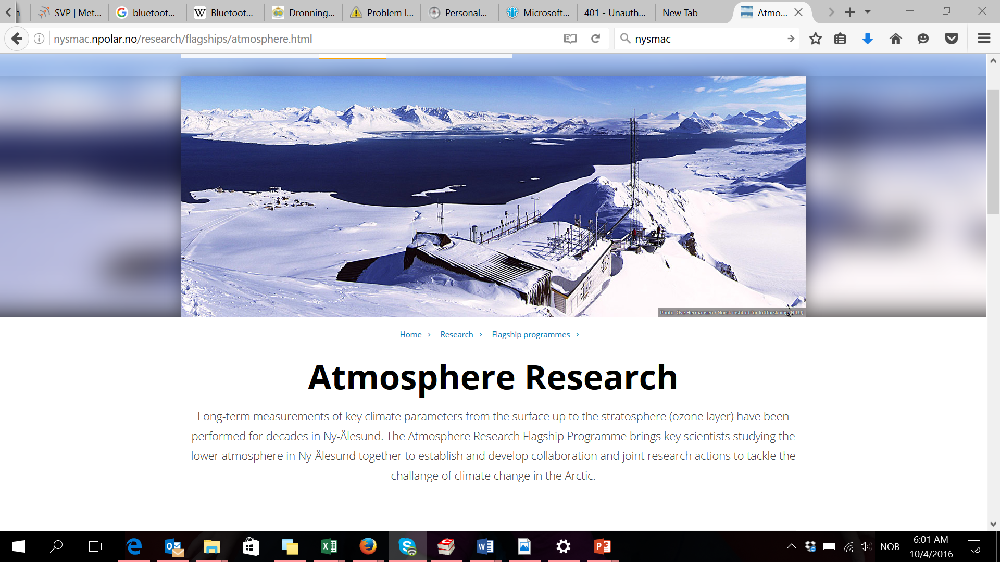 SVP | Met...
bluetoot...
Bluetoot...
Dronning...
Problem l...
Personal...
Microsoft...
401 - Unauth...
New Tab
Atmo...
nysmac.npolar.no/research/flagships/atmosphere.html
nysmac
Photo: Ove Hermansen / Norsk institutt for luftforskning (NILU)
Home
Research
Flagship programmes
Atmosphere Research
Long-term measurements of key climate parameters from the surface up to the stratosphere (ozone layer) have been
performed for decades in Ny-Ålesund. The Atmosphere Research Flagship Programme brings key scientists studying the
lower atmosphere in Ny-Ålesund together to establish and develop collaboration and joint research actions to tackle the
challange of climate change in the Arctic.
NOB
6:01 AM
10/4/2016